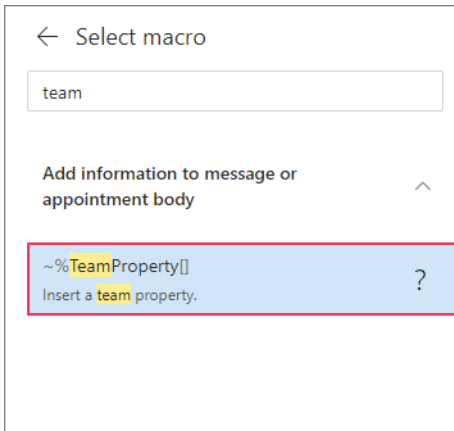 Select macro
team
Add information to message or
appointment body
~%TeamProperty[]
?
Insert a team property.